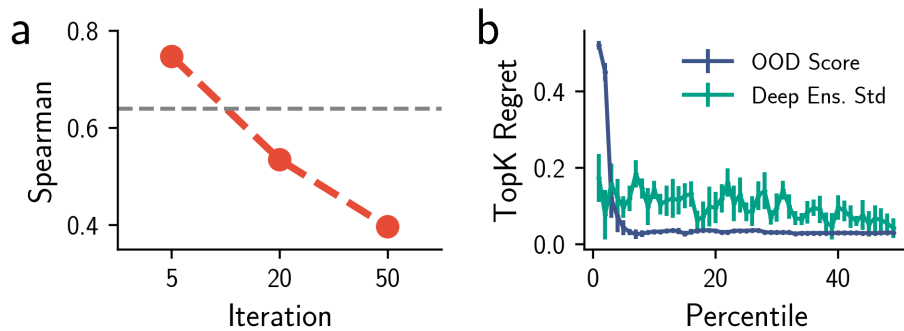 a
0.8
0.6
0.4
Spearman
5 20 50
Iteration
b
OOD Score
Deep Ens. Std
0.4
0.2
0.0
TopK Regret
0 20 40
Percentile